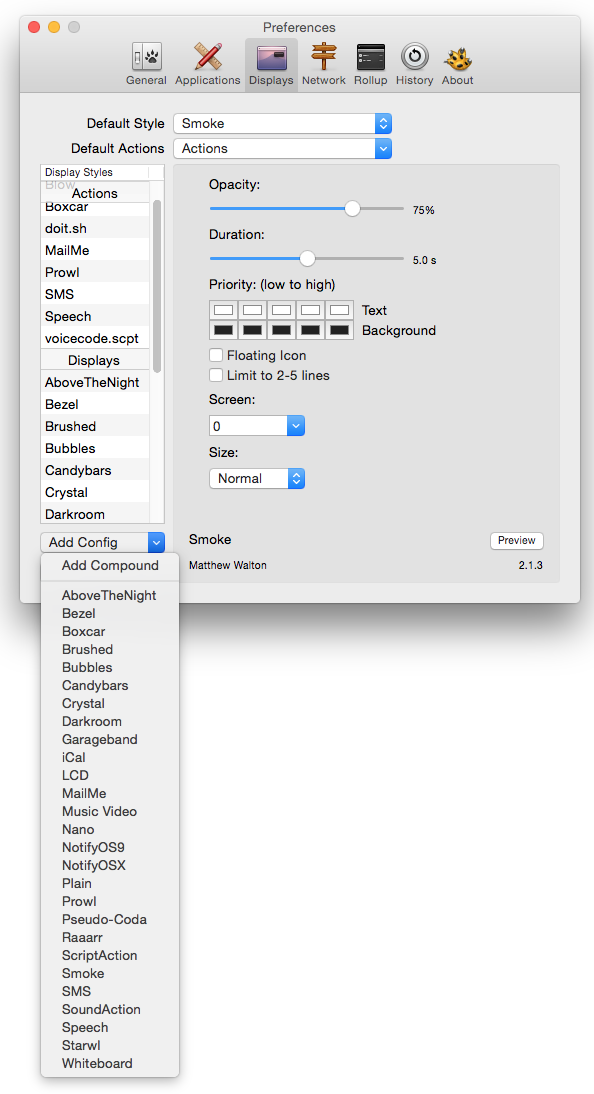 Preferences
General Applications Displays Network Rollup History About
Default Style Smoke
Default Actions Actions
Display Styles
Blow
Actions
Boxcar
doit.sh
MailMe
Prowl
SMS
Speech
voicecode.scpt
Displays
AboveTheNight
Bezel
Brushed
Bubbles
Candybars
Crystal
Darkroom
Opacity:
75%
Duration:
5.0 s
Priority: (low to high)
Text
Background
Floating Icon
Limit to 2-5 lines
Screen:
0
Size:
Normal
Smoke Preview
Matthew Walton 2.1.3
Add Config
Add Compound
AboveTheNight
Bezel
Boxcar
Brushed
Bubbles
Candybars
Crystal
Darkroom
Garageband
iCal
LCD
MailMe
Music Video
Nano
NotifyOS9
NotifyOSX
Plain
Prowl
Pseudo-Coda
Raaarr
ScriptAction
Smoke
SMS
SoundAction
Speech
Starwl
Whiteboard